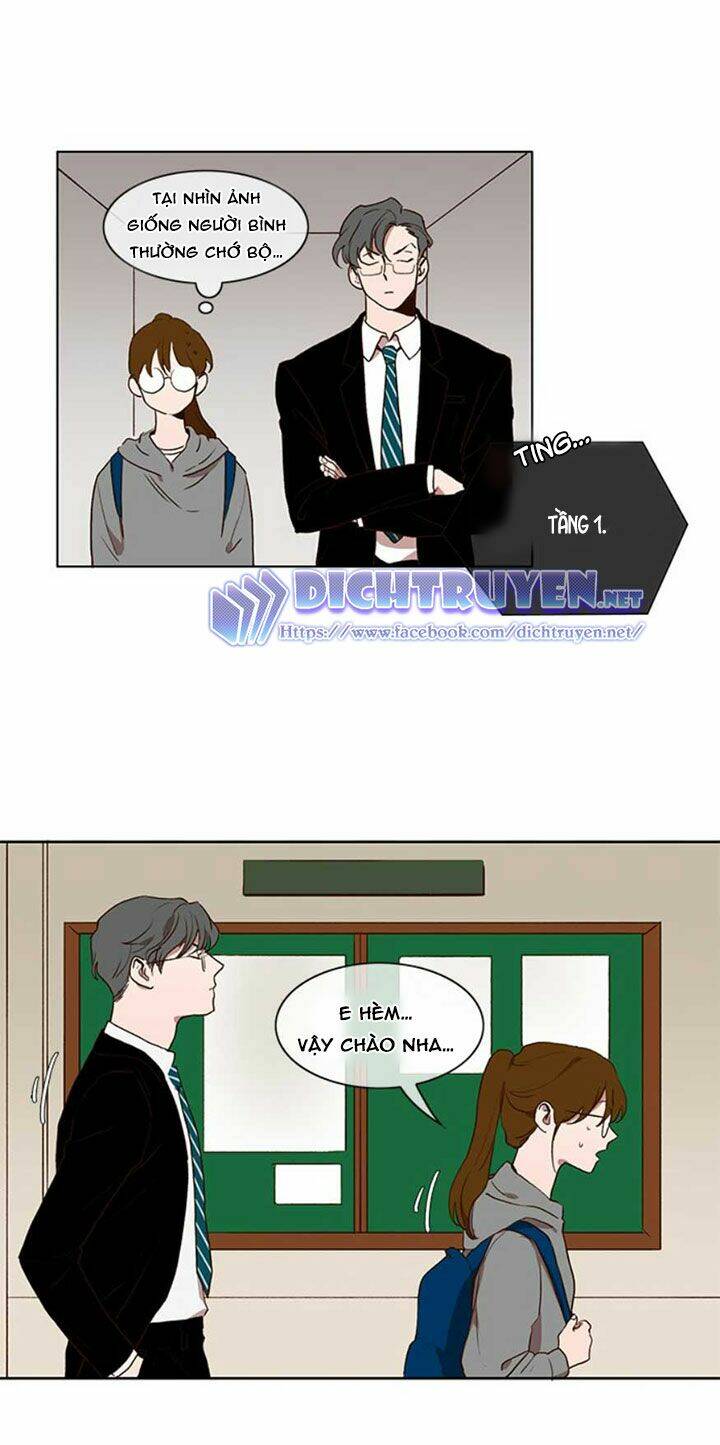 TẠI NHÌN ẢNH
GIỐNG NGƯỜI BÌNH
THƯỜNG CHỚ BỘ...
TING...
TẦNG 1.
DICHTRUYEN.NET
Https://www.facebook.com/dichtruyen.net/
E HÈM...
VẬY CHÀO NHA...